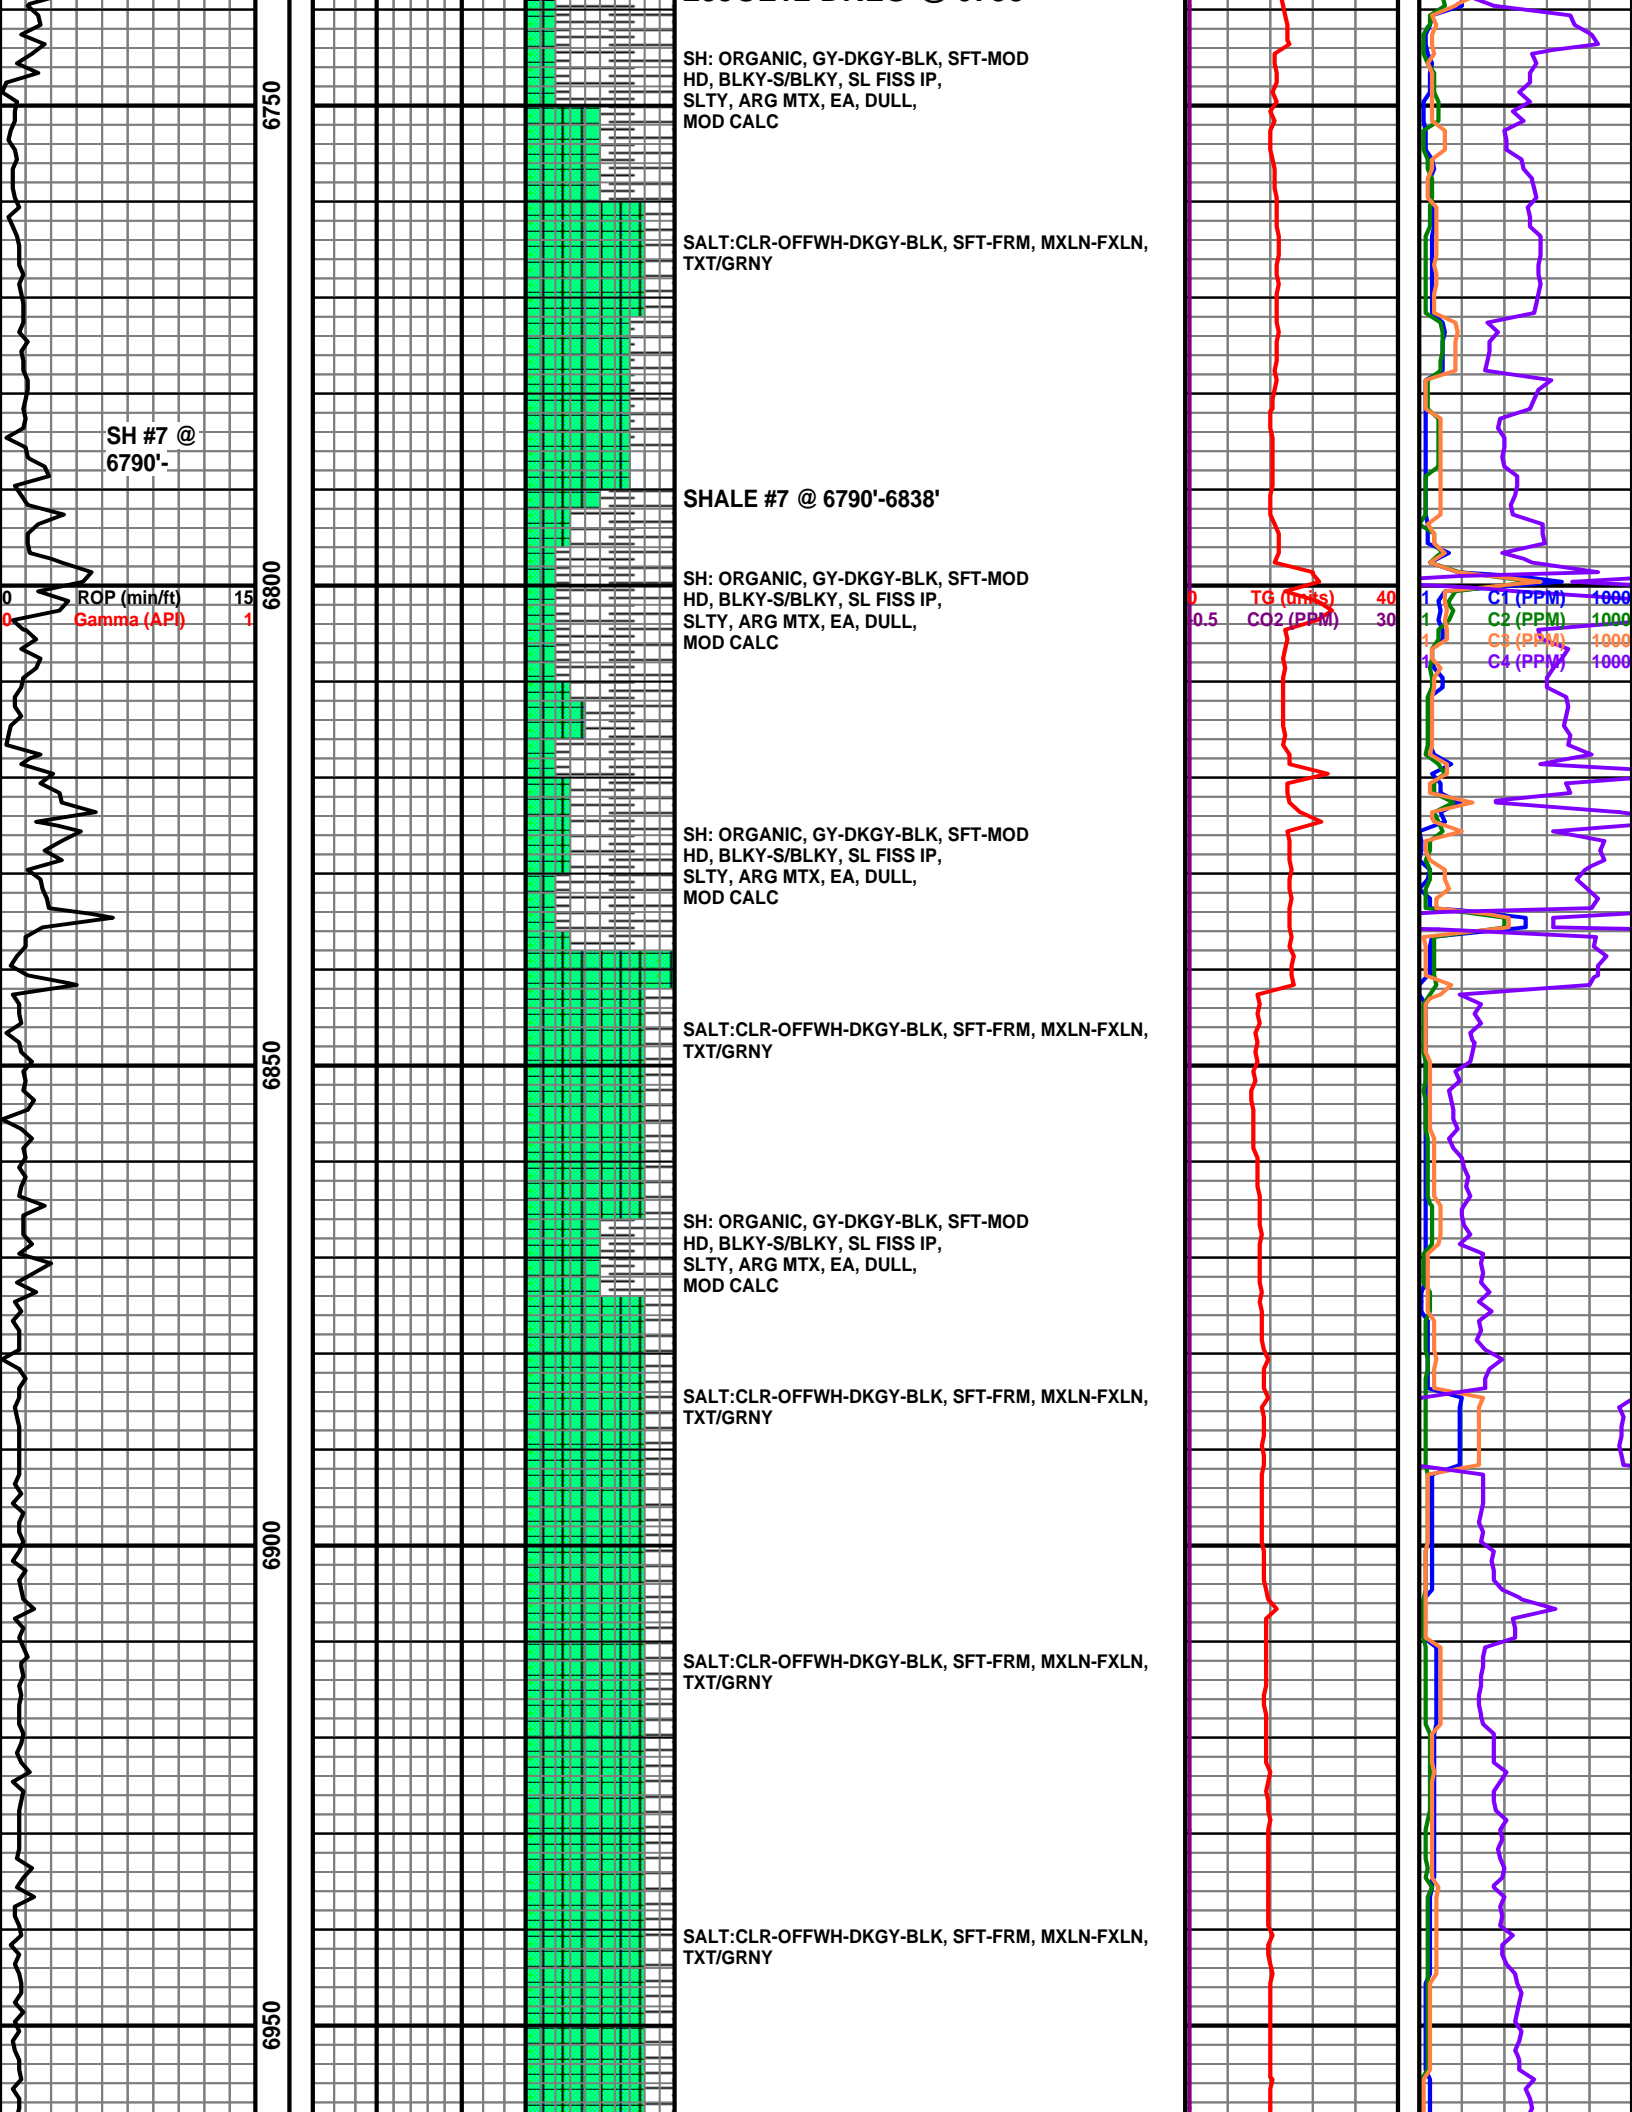 SH: ORGANIC, GY-DKGY-BLK, SFT-MOD
HD, BLKY-S/BLKY, SL FISS IP,
SLTY, ARG MTX, EA, DULL,
MOD CALC
6750
SALT:CLR-OFFWH-DKGY-BLK, SFT-FRM, MXLN-FXLN,
TXT/GRNY
SH #7 @
6790'-
SHALE #7 @ 6790'-6838'
6800
SH: ORGANIC, GY-DKGY-BLK, SFT-MOD
HD, BLKY-S/BLKY, SL FISS IP,
SLTY, ARG MTX, EA, DULL,
MOD CALC
0 ROP (min/ft) 15
0 Gamma (API) 1
0 TG (units) 40
-0.5 CO2 (PPM) 30
1 C1 (PPM) 1000
1 C2 (PPM) 1000
1 C3 (PPM) 1000
1 C4 (PPM) 1000
SH: ORGANIC, GY-DKGY-BLK, SFT-MOD
HD, BLKY-S/BLKY, SL FISS IP,
SLTY, ARG MTX, EA, DULL,
MOD CALC
SALT:CLR-OFFWH-DKGY-BLK, SFT-FRM, MXLN-FXLN,
TXT/GRNY
6850
SH: ORGANIC, GY-DKGY-BLK, SFT-MOD
HD, BLKY-S/BLKY, SL FISS IP,
SLTY, ARG MTX, EA, DULL,
MOD CALC
SALT:CLR-OFFWH-DKGY-BLK, SFT-FRM, MXLN-FXLN,
TXT/GRNY
6900
SALT:CLR-OFFWH-DKGY-BLK, SFT-FRM, MXLN-FXLN,
TXT/GRNY
SALT:CLR-OFFWH-DKGY-BLK, SFT-FRM, MXLN-FXLN,
TXT/GRNY
6950